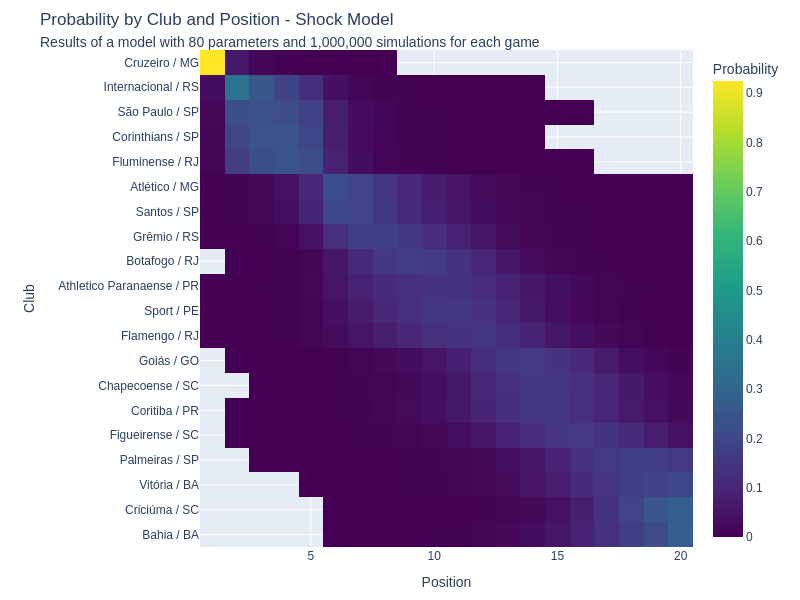 Probability by Club and Position - Shock Model
Results of a model with 80 parameters and 1,000,000 simulations for each game
Cruzeiro / MG
Internacional / RS
São Paulo / SP
Corinthians / SP
Fluminense / RJ
Atlético / MG
Santos / SP
Grêmio / RS
Botafogo / RJ
Athletico Paranaense / PR
Sport / PE
Flamengo / RJ
Goiás / GO
Chapecoense / SC
Coritiba / PR
Figueirense / SC
Palmeiras / SP
Vitória / BA
Criciúma / SC
Bahia / BA
Club
5
10
15
20
Position
Probability
0.9
0.8
0.7
0.6
0.5
0.4
0.3
0.2
0.1
0